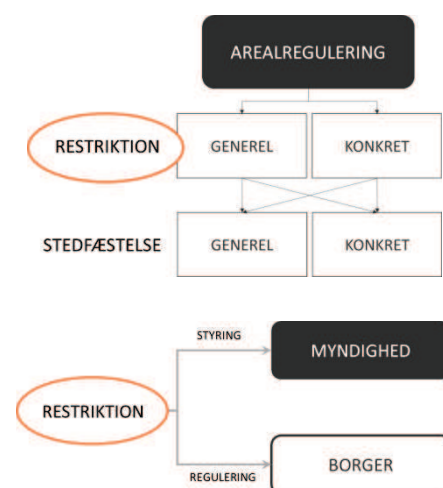 AREALREGULERING
RESTRIKTION GENEREL KONKRET
STEDFÆSTELSE GENEREL KONKRET
STYRING
MYNDIGHED
RESTRIKTION
REGULERING
BORGER